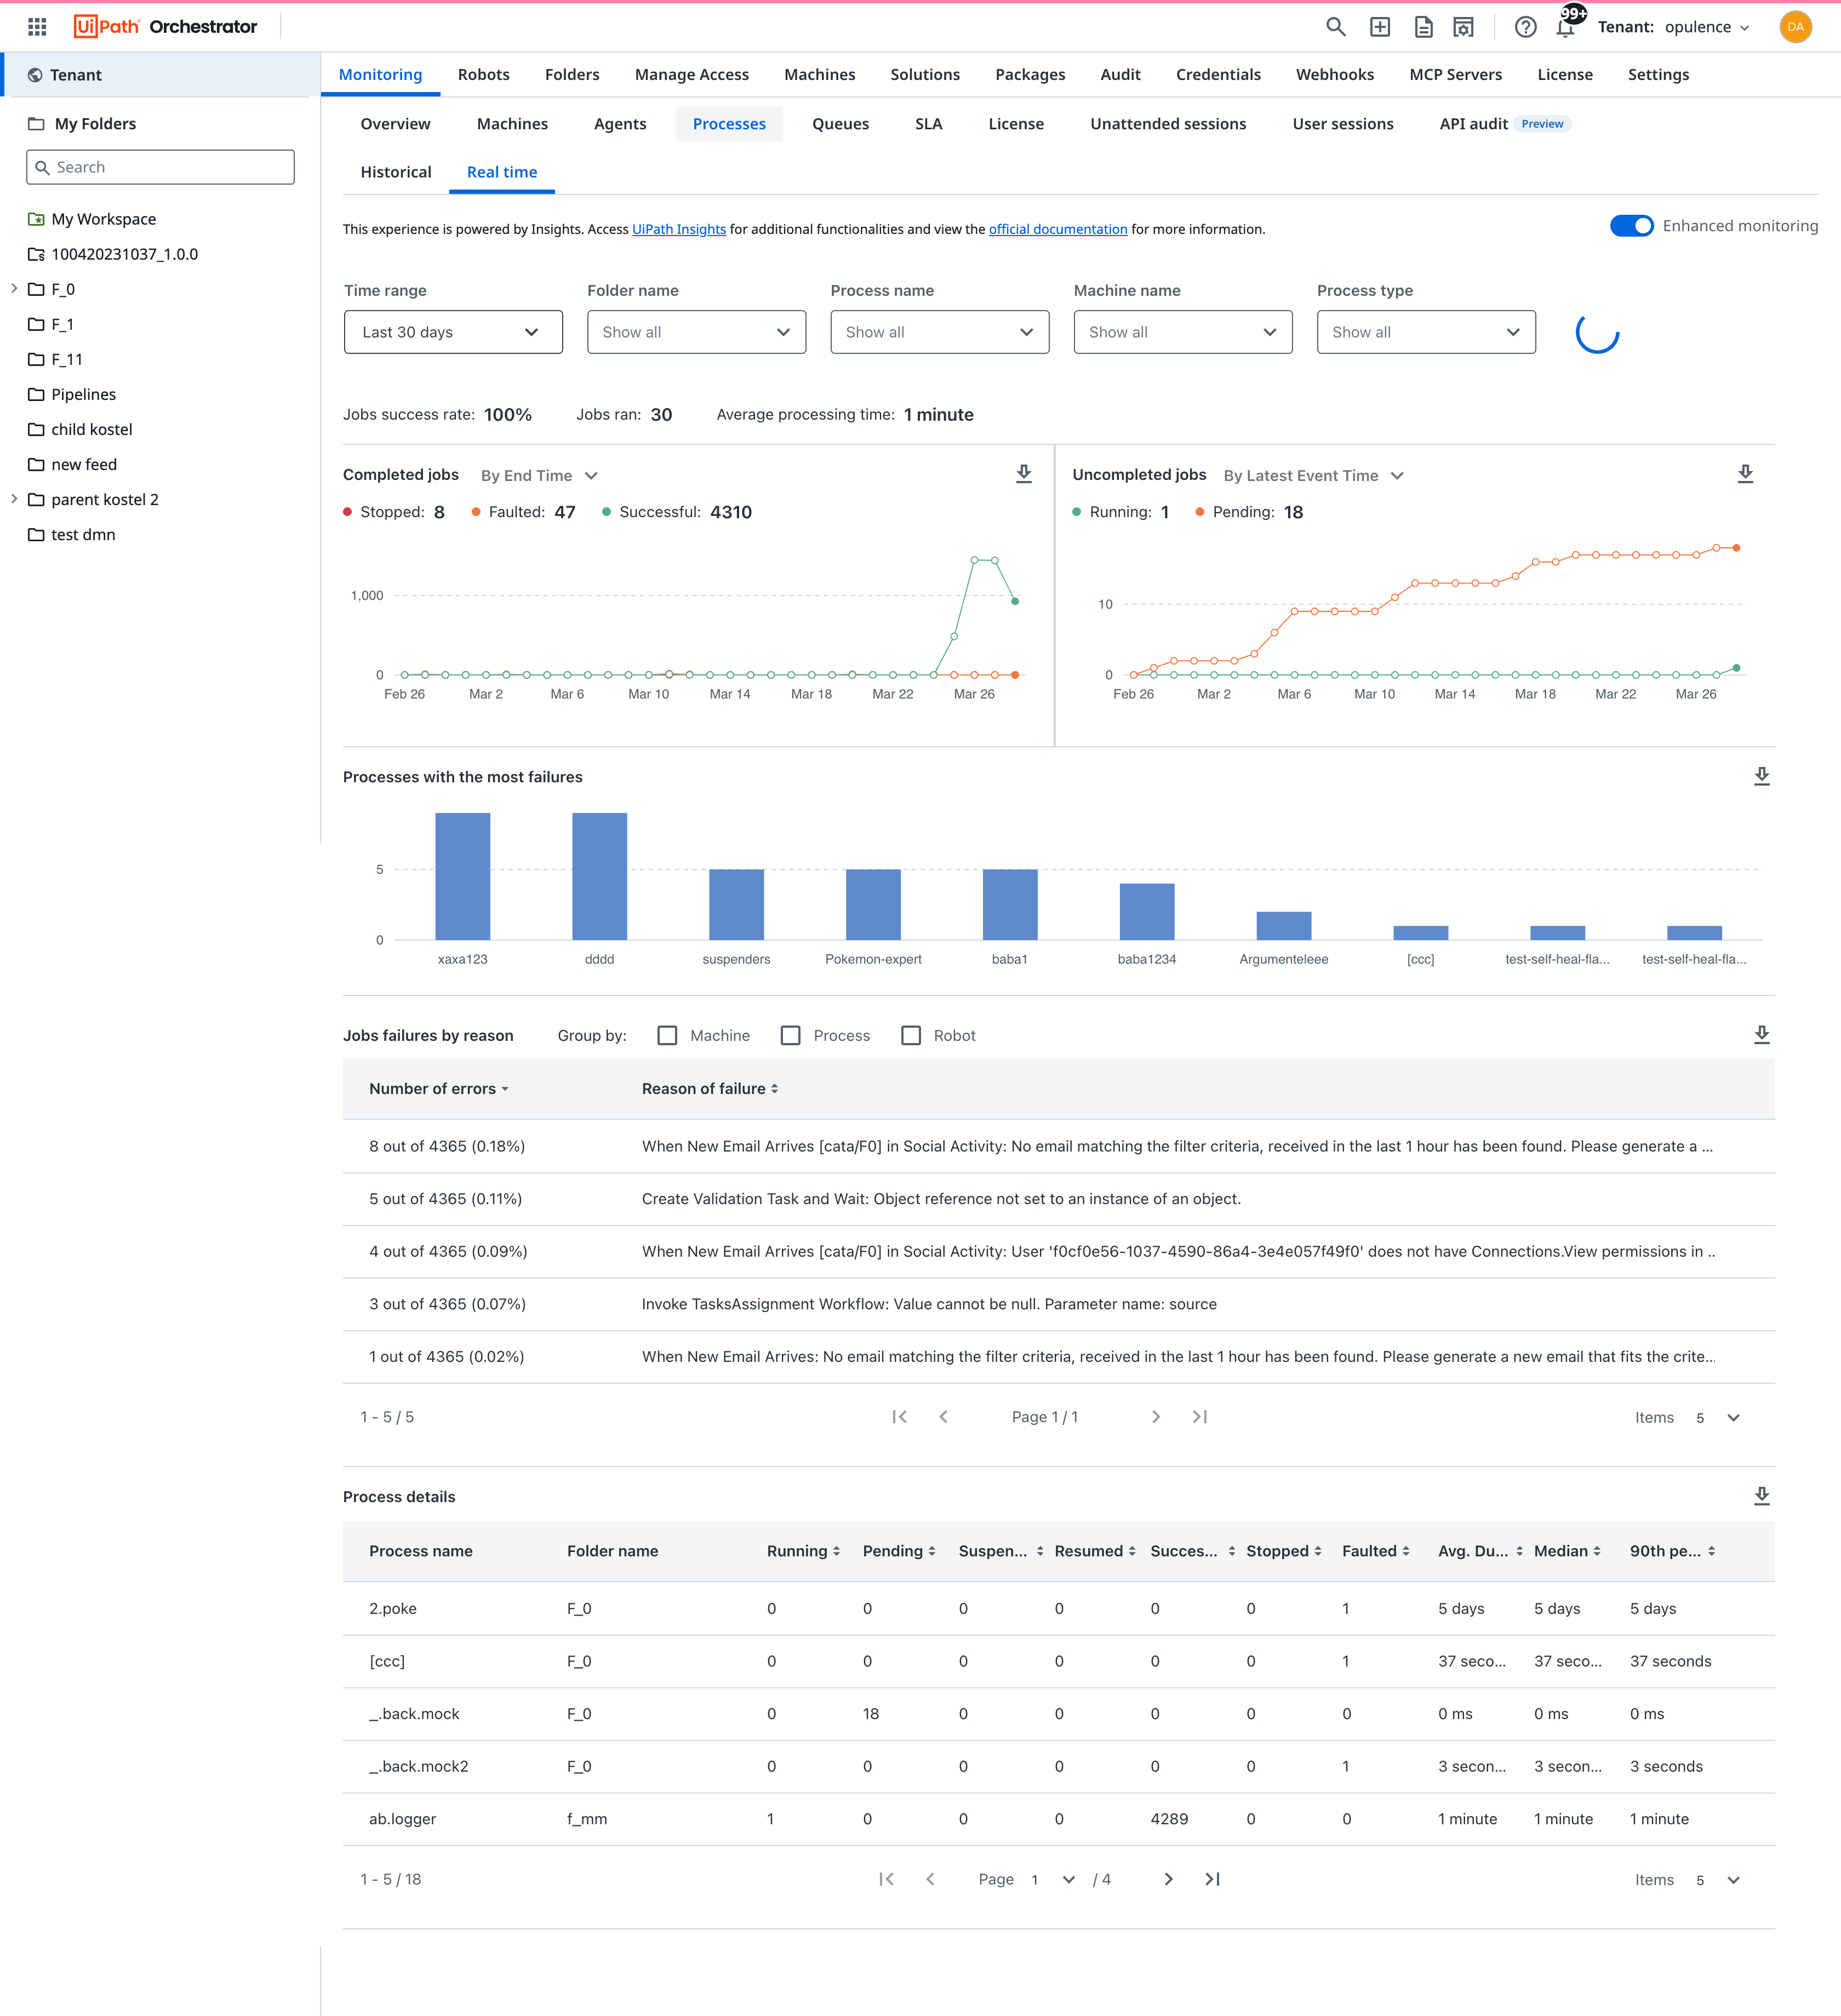 UiPath Orchestrator
99+
Tenant: opulence
DA
Tenant
Monitoring Robots Folders Manage Access Machines Solutions Packages Audit Credentials Webhooks MCP Servers License Settings
My Folders
Search
My Workspace
100420231037_1.0.0
F_0
F_1
F_11
Pipelines
child kostel
new feed
parent kostel 2
test dmn
Overview Machines Agents Processes Queues SLA License Unattended sessions User sessions API audit Preview
Historical Real time
This experience is powered by Insights. Access UiPath Insights for additional functionalities and view the official documentation for more information.
Enhanced monitoring
Time range Folder name Process name Machine name Process type
Last 30 days Show all Show all Show all Show all
Jobs success rate: 100% Jobs ran: 30 Average processing time: 1 minute
Completed jobs By End Time
Stopped: 8 Faulted: 47 Successful: 4310
1,000
0
Feb 26 Mar 2 Mar 6 Mar 10 Mar 14 Mar 18 Mar 22 Mar 26
Uncompleted jobs By Latest Event Time
Running: 1 Pending: 18
10
0
Feb 26 Mar 2 Mar 6 Mar 10 Mar 14 Mar 18 Mar 22 Mar 26
Processes with the most failures
5
0
xaxa123 dddd suspenders Pokemon-expert baba1 baba1234 Argumenteleee [ccc] test-self-heal-fla... test-self-heal-fla...
Jobs failures by reason Group by: Machine Process Robot
Number of errors Reason of failure
8 out of 4365 (0.18%) When New Email Arrives [cata/F0] in Social Activity: No email matching the filter criteria, received in the last 1 hour has been found. Please generate a ...
5 out of 4365 (0.11%) Create Validation Task and Wait: Object reference not set to an instance of an object.
4 out of 4365 (0.09%) When New Email Arrives [cata/F0] in Social Activity: User 'f0cf0e56-1037-4590-86a4-3e4e057f49f0' does not have Connections.View permissions in ..
3 out of 4365 (0.07%) Invoke TasksAssignment Workflow: Value cannot be null. Parameter name: source
1 out of 4365 (0.02%) When New Email Arrives: No email matching the filter criteria, received in the last 1 hour has been found. Please generate a new email that fits the crite...
1 - 5 / 5 Page 1 / 1 Items 5
Process details
Process name Folder name Running Pending Suspen... Resumed Succes... Stopped Faulted Avg. Du... Median 90th pe...
2.poke F_0 0 0 0 0 0 0 1 5 days 5 days 5 days
[ccc] F_0 0 0 0 0 0 0 1 37 seco... 37 seco... 37 seconds
_.back.mock F_0 0 18 0 0 0 0 0 0 ms 0 ms 0 ms
_.back.mock2 F_0 0 0 0 0 0 0 1 3 secon... 3 secon... 3 seconds
ab.logger f_mm 1 0 0 0 4289 0 0 1 minute 1 minute 1 minute
1 - 5 / 18 Page 1 / 4 Items 5